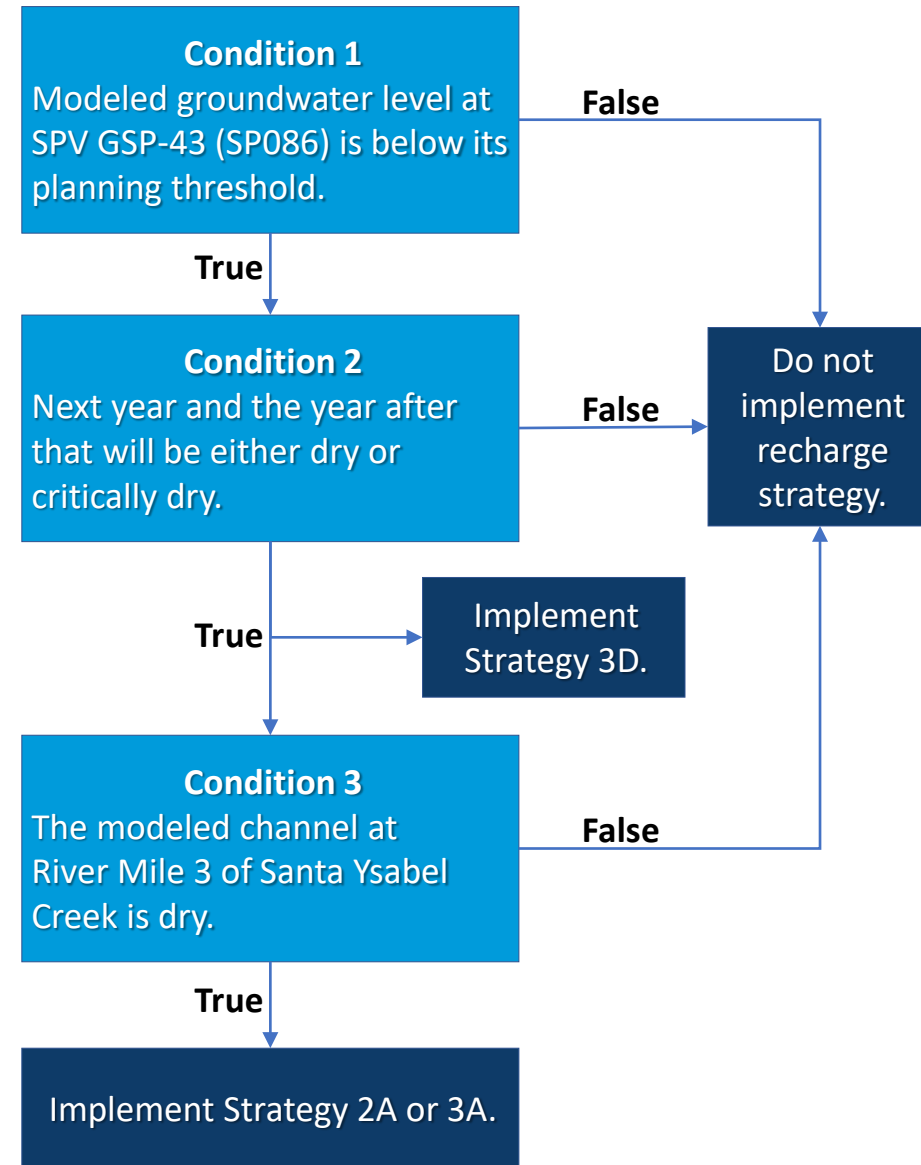 Condition 1
Modeled groundwater level at
SPV GSP-43 (SP086) is below its
planning threshold.
False
True
Condition 2
Next year and the year after
that will be either dry or
critically dry.
False
Do not
implement
recharge
strategy.
True
Implement
Strategy 3D.
Condition 3
The modeled channel at
River Mile 3 of Santa Ysabel
Creek is dry.
False
True
Implement Strategy 2A or 3A.